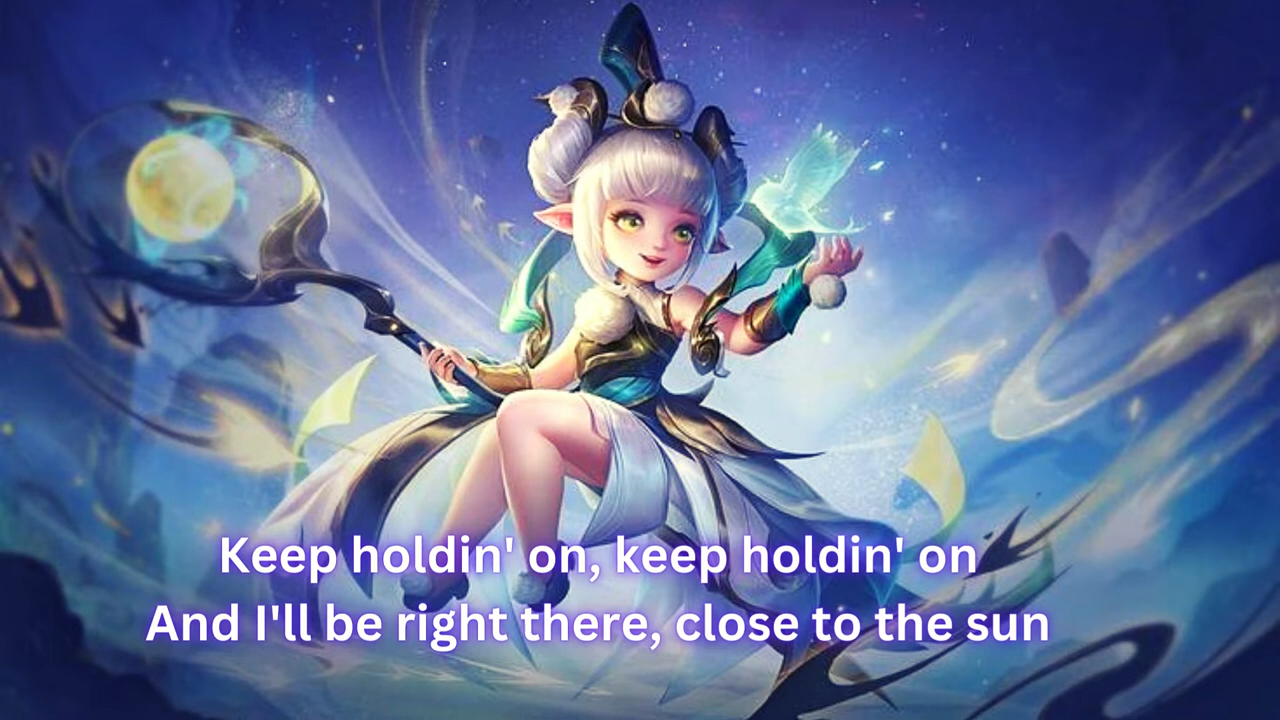 Keep holdin' on, keep holdin' on
And I'll be right there, close to the sun